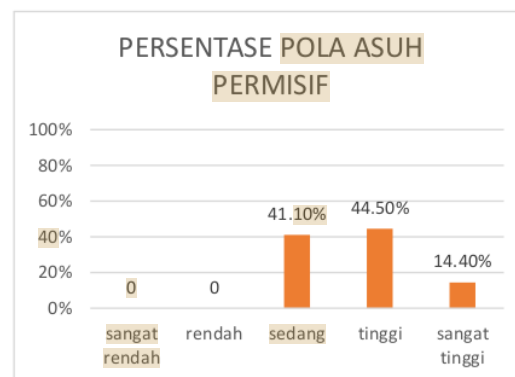 PERSENTASE POLA ASUH
PERMISIF
100%
80%
60%
40%
20%
0%
0
0
41.10%
44.50%
14.40%
sangat
rendah
rendah
sedang
tinggi
sangat
tinggi